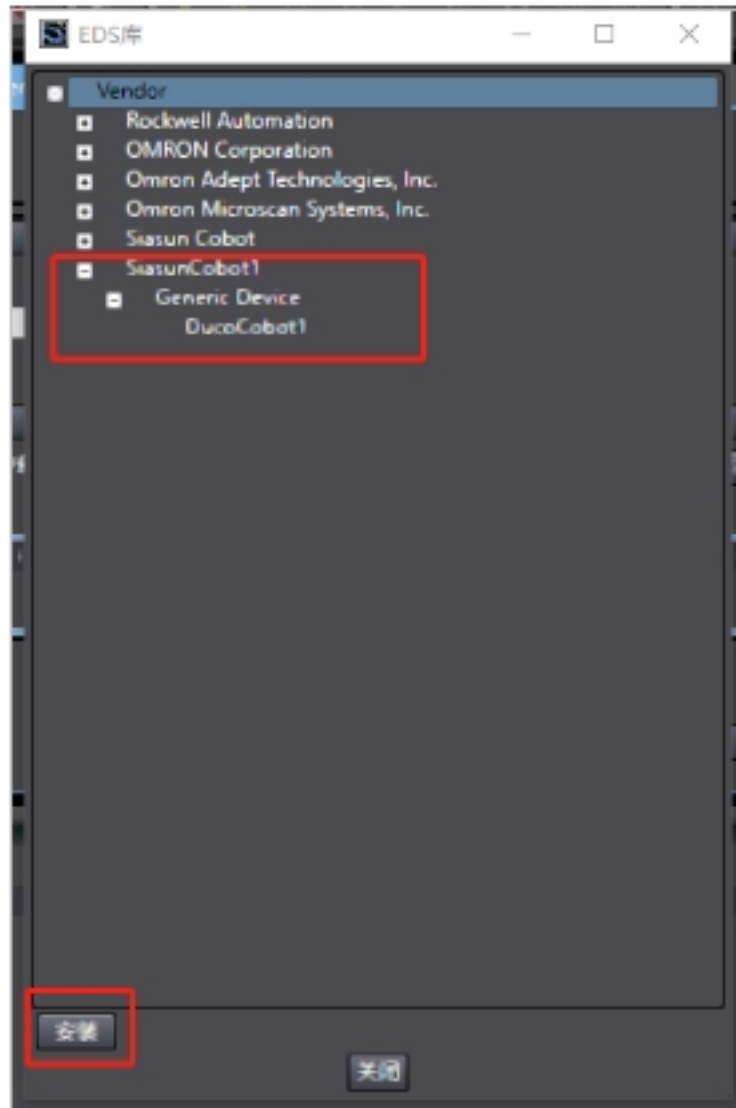 EDS库
Vendor
Rockwell Automation
OMRON Corporation
Omron Adept Technologies, Inc.
Omron Microscan Systems, Inc.
Siasun Cobot
SiasunCobot1
Generic Device
DucoCobot1
安装
关闭